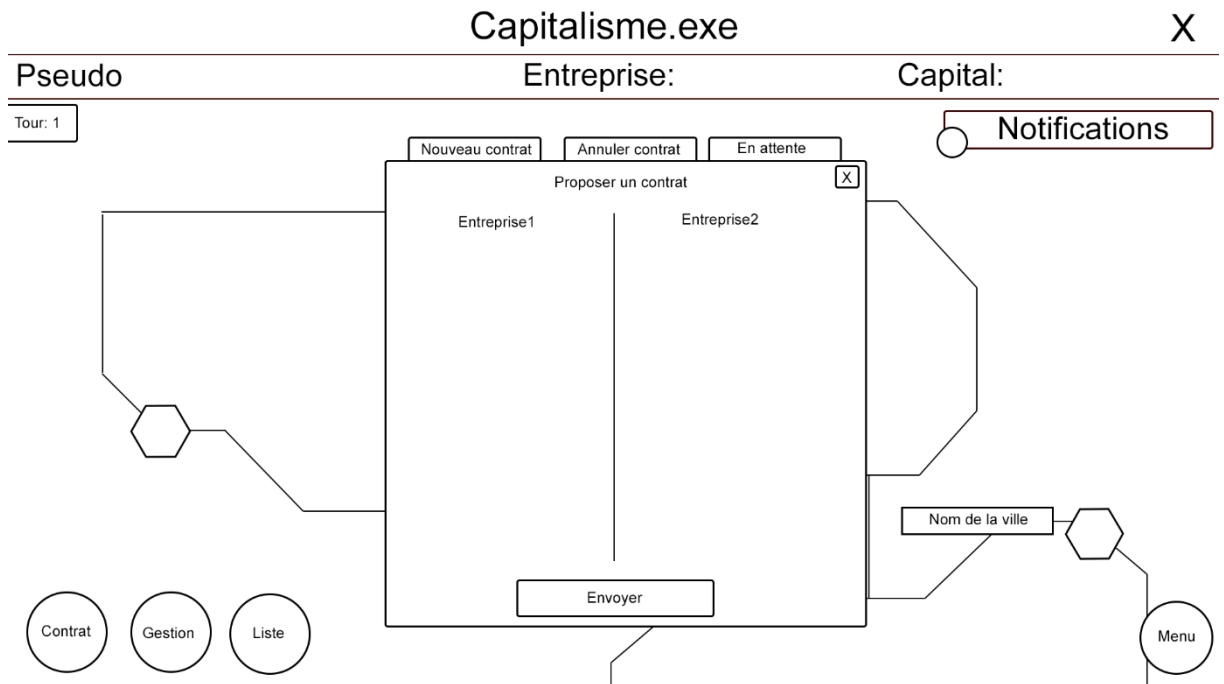 Capitalisme.exe
X
Pseudo
Entreprise:
Capital:
Tour: 1
Notifications
Nouveau contrat
Annuler contrat
En attente
Proposer un contrat
X
Entreprise1
Entreprise2
Nom de la ville
Envoyer
Contrat
Gestion
Liste
Menu